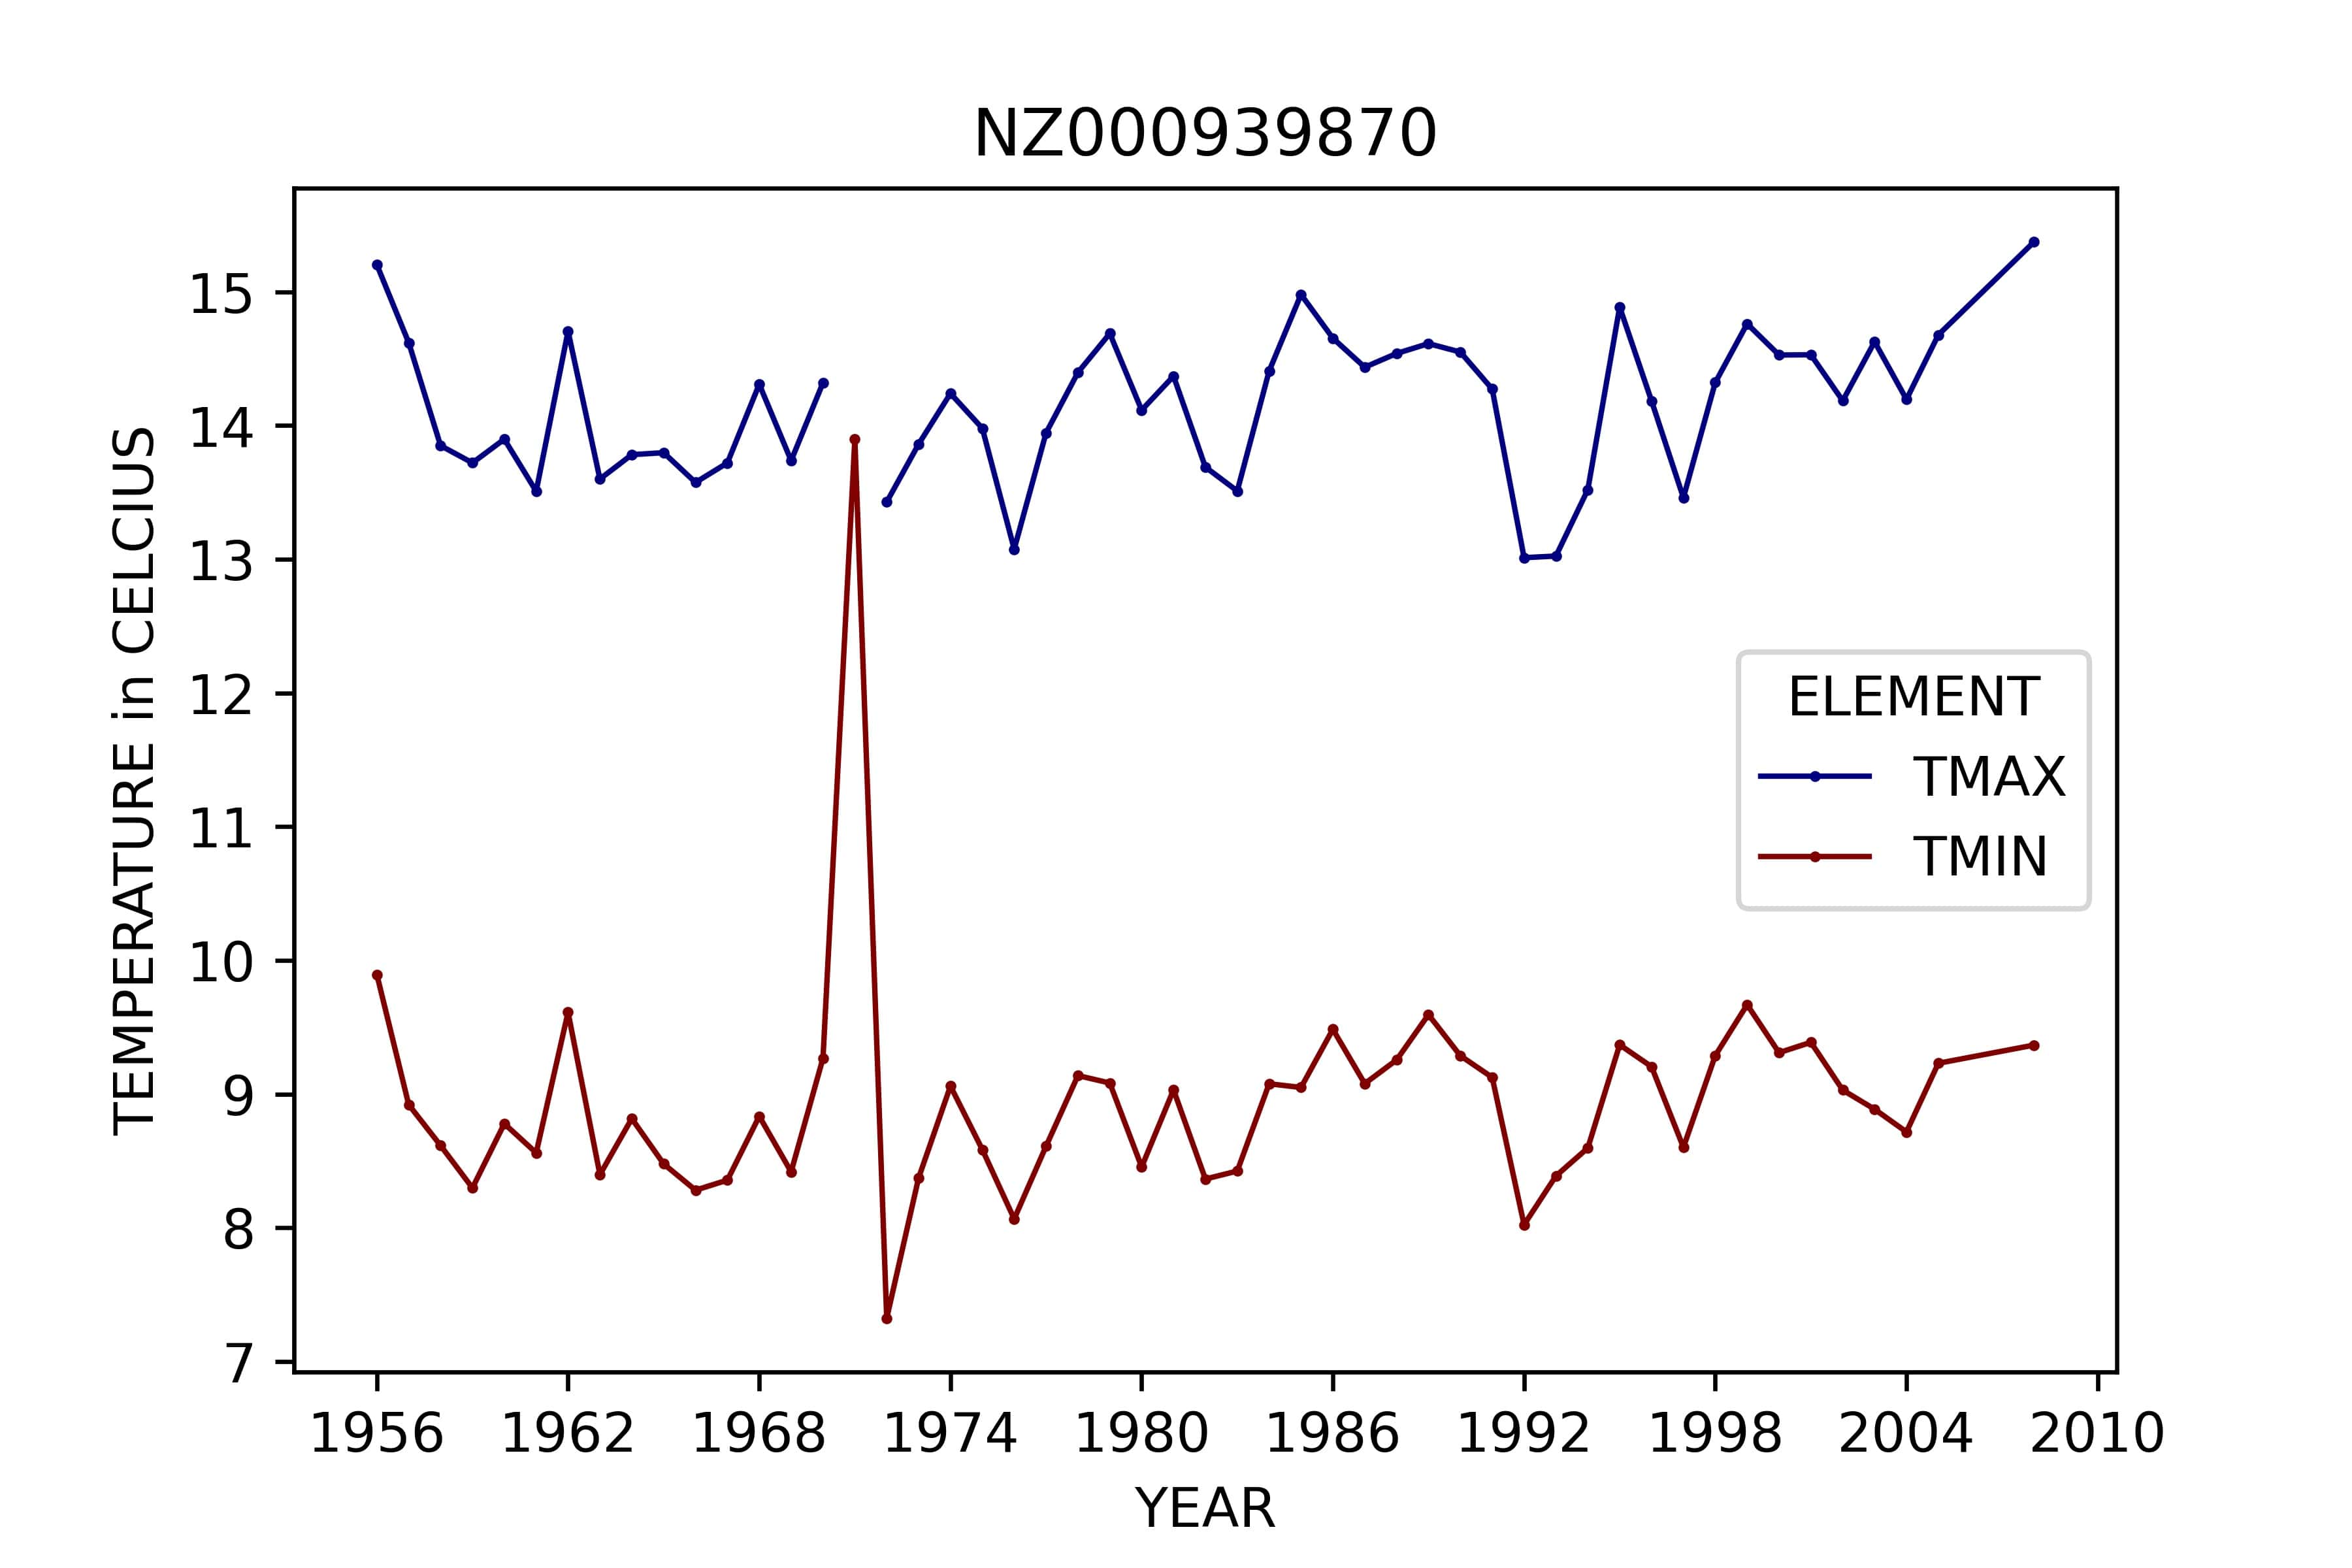 NZ000939870
TEMPERATURE in CELCIUS
15
14
13
12
11
10
9
8
7
ELEMENT
TMAX
TMIN
1956 1962 1968 1974 1980 1986 1992 1998 2004 2010
YEAR